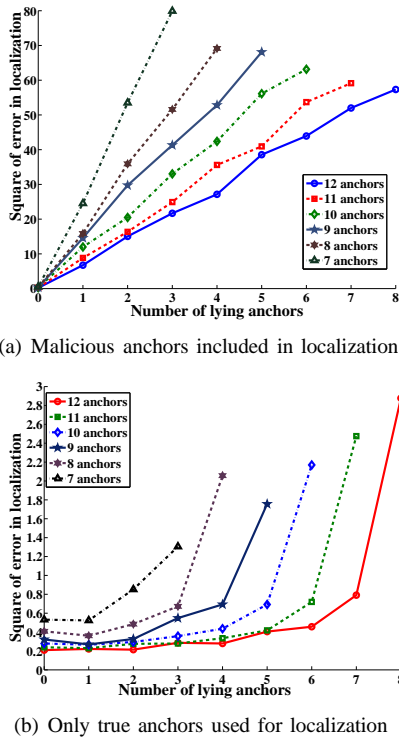 80
70
60
50
40
30
20
10
0
Square of error in localization
12 anchors
11 anchors
10 anchors
9 anchors
8 anchors
7 anchors
0 1 2 3 4 5 6 7 8
Number of lying anchors
(a) Malicious anchors included in localization
3
2.8
2.6
2.4
2.2
2
1.8
1.6
1.4
1.2
1
0.8
0.6
0.4
0.2
0
Square of error in localization
12 anchors
11 anchors
10 anchors
9 anchors
8 anchors
7 anchors
0 1 2 3 4 5 6 7 8
Number of lying anchors
(b) Only true anchors used for localization